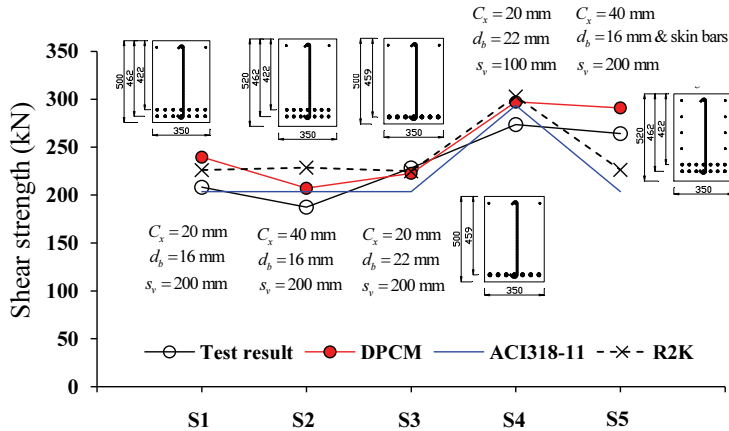 C_x = 20 mm
d_b = 22 mm
s_v = 100 mm
C_x = 40 mm
d_b = 16 mm & skin bars
s_v = 200 mm
Shear strength (kN)
350
300
250
200
150
100
50
0
500
462
422
350
520
462
422
350
500
459
350
520
462
422
350
500
459
350
C_x = 20 mm
d_b = 16 mm
s_v = 200 mm
C_x = 40 mm
d_b = 16 mm
s_v = 200 mm
C_x = 20 mm
d_b = 22 mm
s_v = 200 mm
Test result
DPCM
ACI318-11
R2K
S1
S2
S3
S4
S5